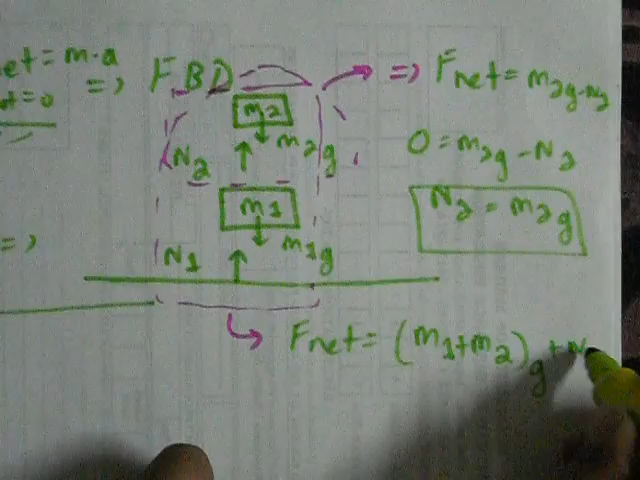 et = m·a
=> FBD
=> Fnet = m2g-N2
t=0
m2
m2g
N2
0 = m2g - N2
m1
N2 = m2g
=>
N1
m1g
Fnet = (m1+m2)g + N